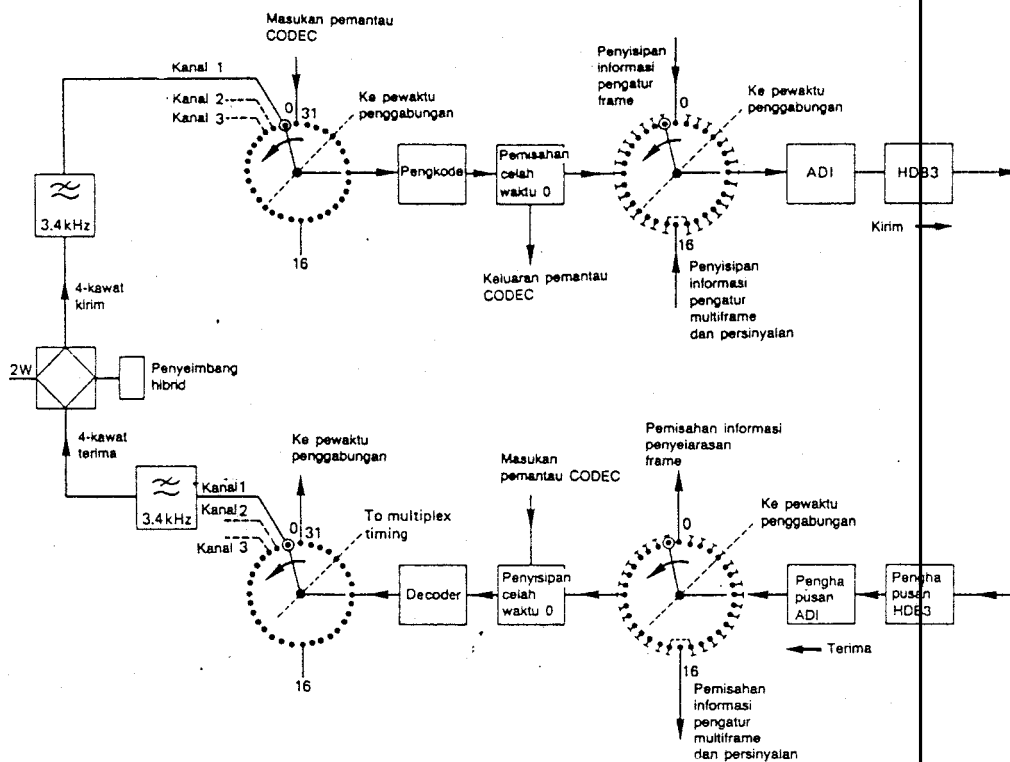 Masukan pemantau
CODEC
Kanal 1
Kanal 2
Kanal 3
0
31
Ke pewaktu
penggabungan
16
3.4 kHz
4-kawat
kirim
2W
Penyeimbang
hibrid
Pengkode
Pemisahan
celah
waktu 0
Keluaran pemantau
CODEC
Penyisipan
informasi
pengatur
frame
0
Ke pewaktu
penggabungan
16
Penyisipan
informasi
pengatur
multiframe
dan persinyalan
ADI
HDB3
Kirim
4-kawat
terima
3.4 kHz
Kanal 1
Kanal 2
Kanal 3
Ke pewaktu
penggabungan
0
31
To multiplex
timing
16
Decoder
Masukan
pemantau CODEC
Penyisipan
celah
waktu 0
Pemisahan informasi
penyelarasan
frame
0
Ke pewaktu
penggabungan
16
Pemisahan
informasi
pengatur
multiframe
dan persinyalan
Pengha
pusan
ADI
Pengha
pusan
HDB3
Terima